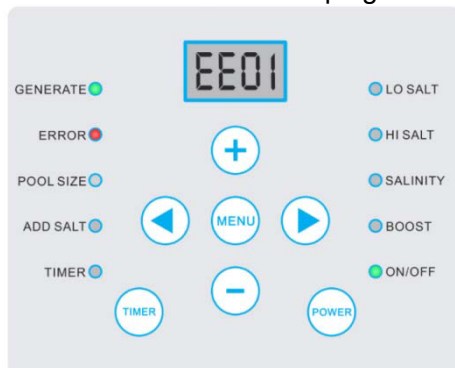 EE01
GENERATE
LO SALT
ERROR
HI SALT
+
POOL SIZE
SALINITY
ADD SALT
MENU
BOOST
TIMER
−
ON/OFF
TIMER
POWER